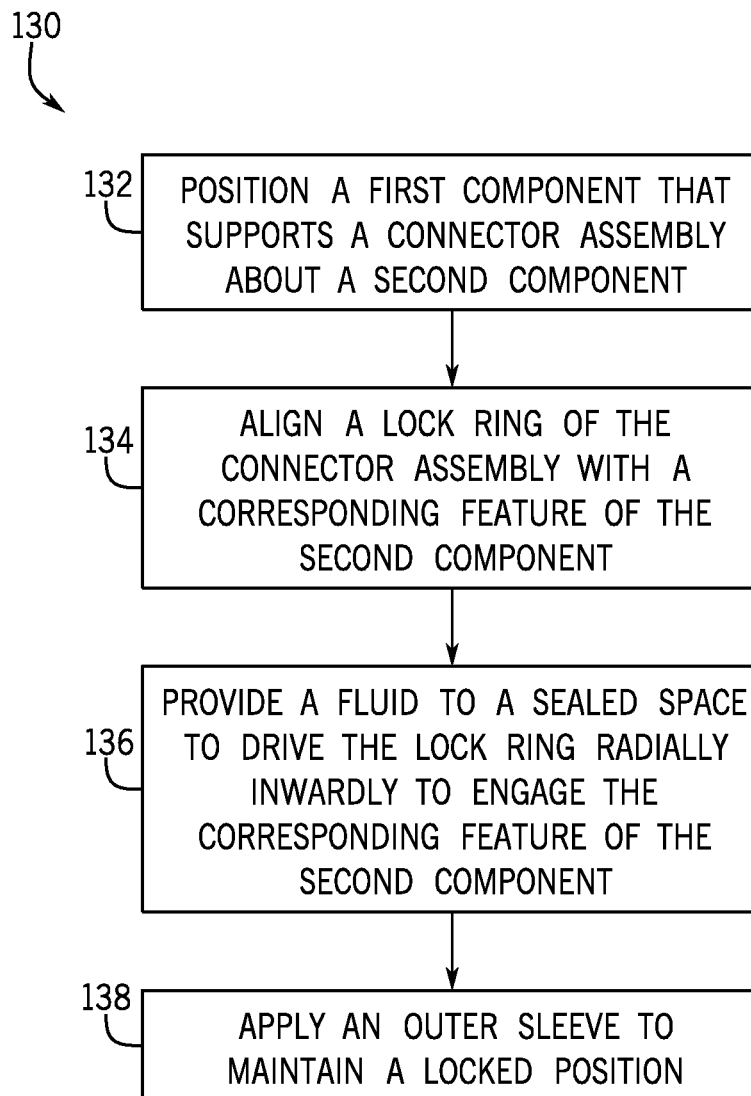 130
132
POSITION A FIRST COMPONENT THAT
SUPPORTS A CONNECTOR ASSEMBLY
ABOUT A SECOND COMPONENT
134
ALIGN A LOCK RING OF THE
CONNECTOR ASSEMBLY WITH A
CORRESPONDING FEATURE OF THE
SECOND COMPONENT
136
PROVIDE A FLUID TO A SEALED SPACE
TO DRIVE THE LOCK RING RADIALLY
INWARDLY TO ENGAGE THE
CORRESPONDING FEATURE OF THE
SECOND COMPONENT
138
APPLY AN OUTER SLEEVE TO
MAINTAIN A LOCKED POSITION